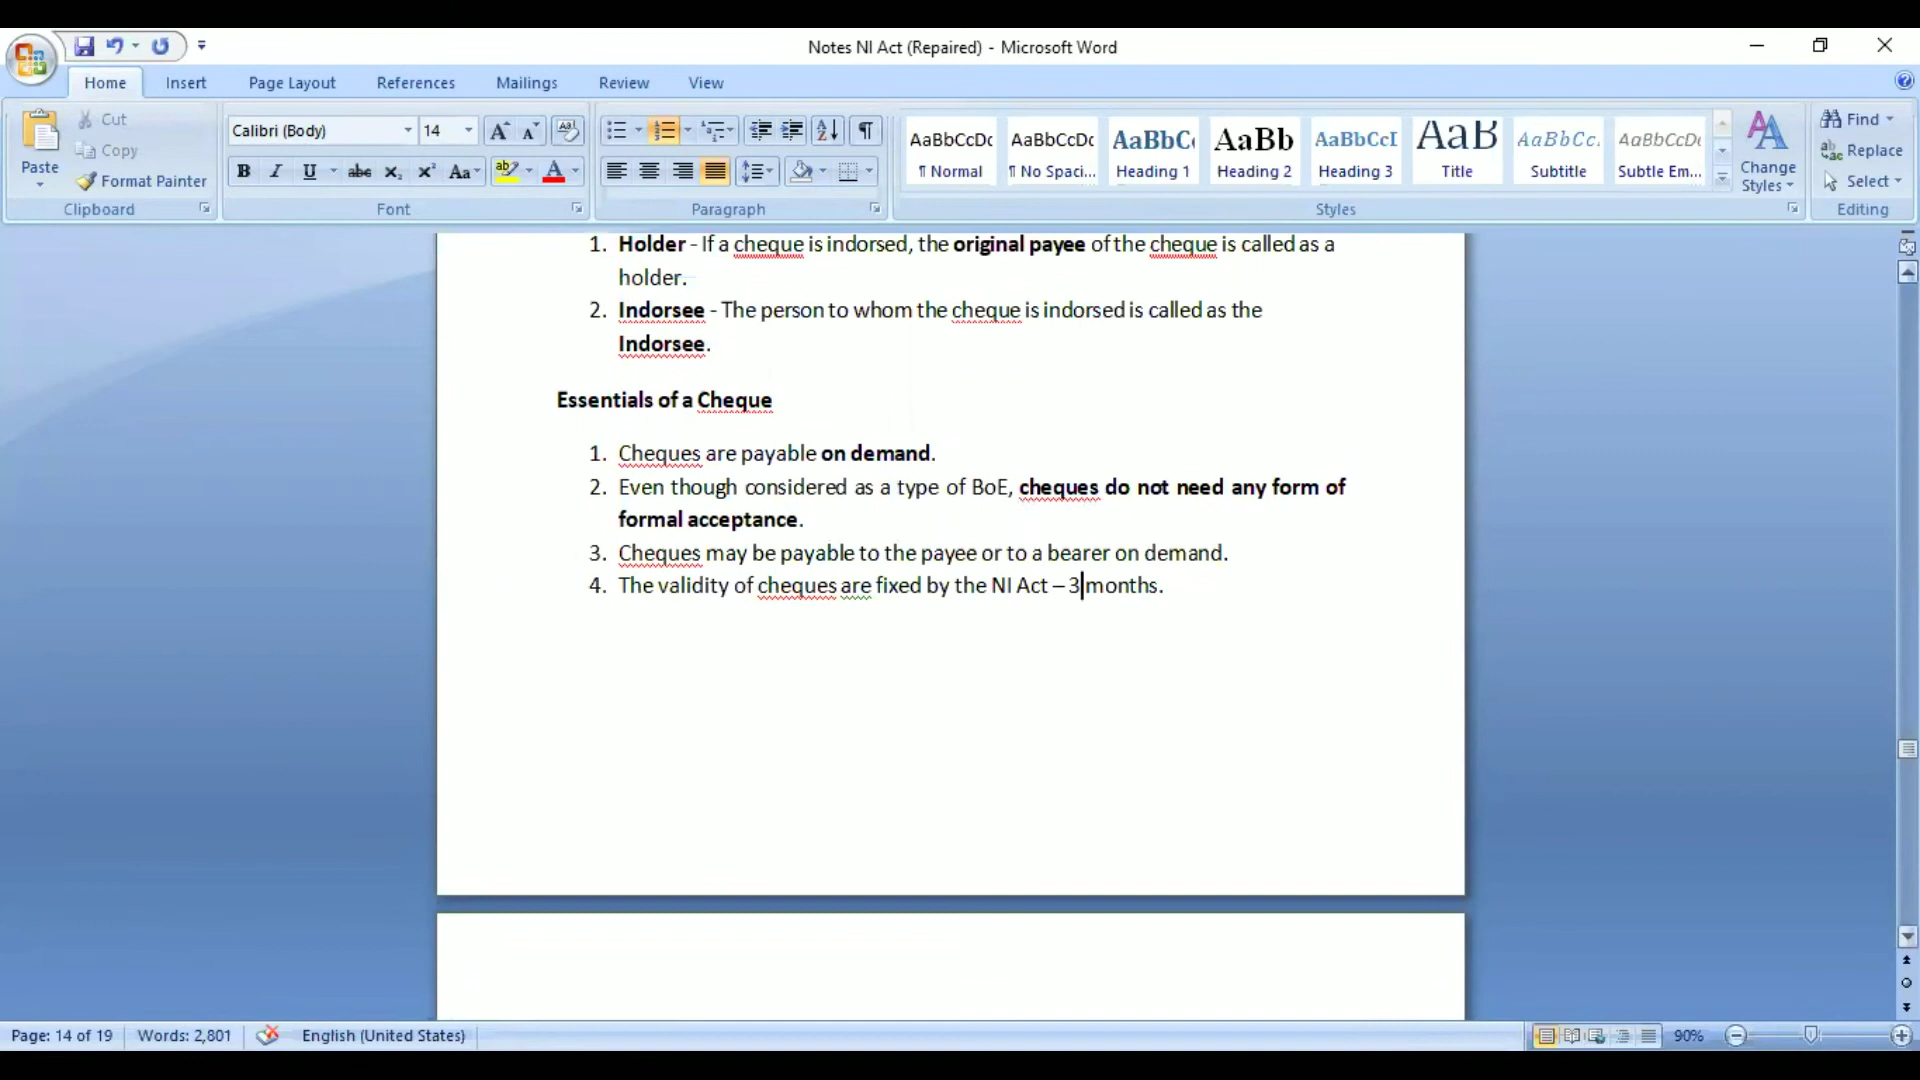 Notes NI Act (Repaired) - Microsoft Word
Home Insert Page Layout References Mailings Review View
Cut
Copy
Format Painter
Paste
Clipboard
Calibri (Body) 14
Font
Paragraph
AaBbCcDc AaBbCcDc AaBbC AaBb AaBbCcI AaB AaBbCc. AaBbCcDc
¶ Normal ¶ No Spaci... Heading 1 Heading 2 Heading 3 Title Subtitle Subtle Em...
Change Styles
Styles
Find
Replace
Select
Editing
1. Holder - If a cheque is indorsed, the original payee of the cheque is called as a
holder.
2. Indorsee - The person to whom the cheque is indorsed is called as the
Indorsee.
Essentials of a Cheque
1. Cheques are payable on demand.
2. Even though considered as a type of BoE, cheques do not need any form of
formal acceptance.
3. Cheques may be payable to the payee or to a bearer on demand.
4. The validity of cheques are fixed by the NI Act – 3 months.
Page: 14 of 19 Words: 2,801 English (United States) 90%